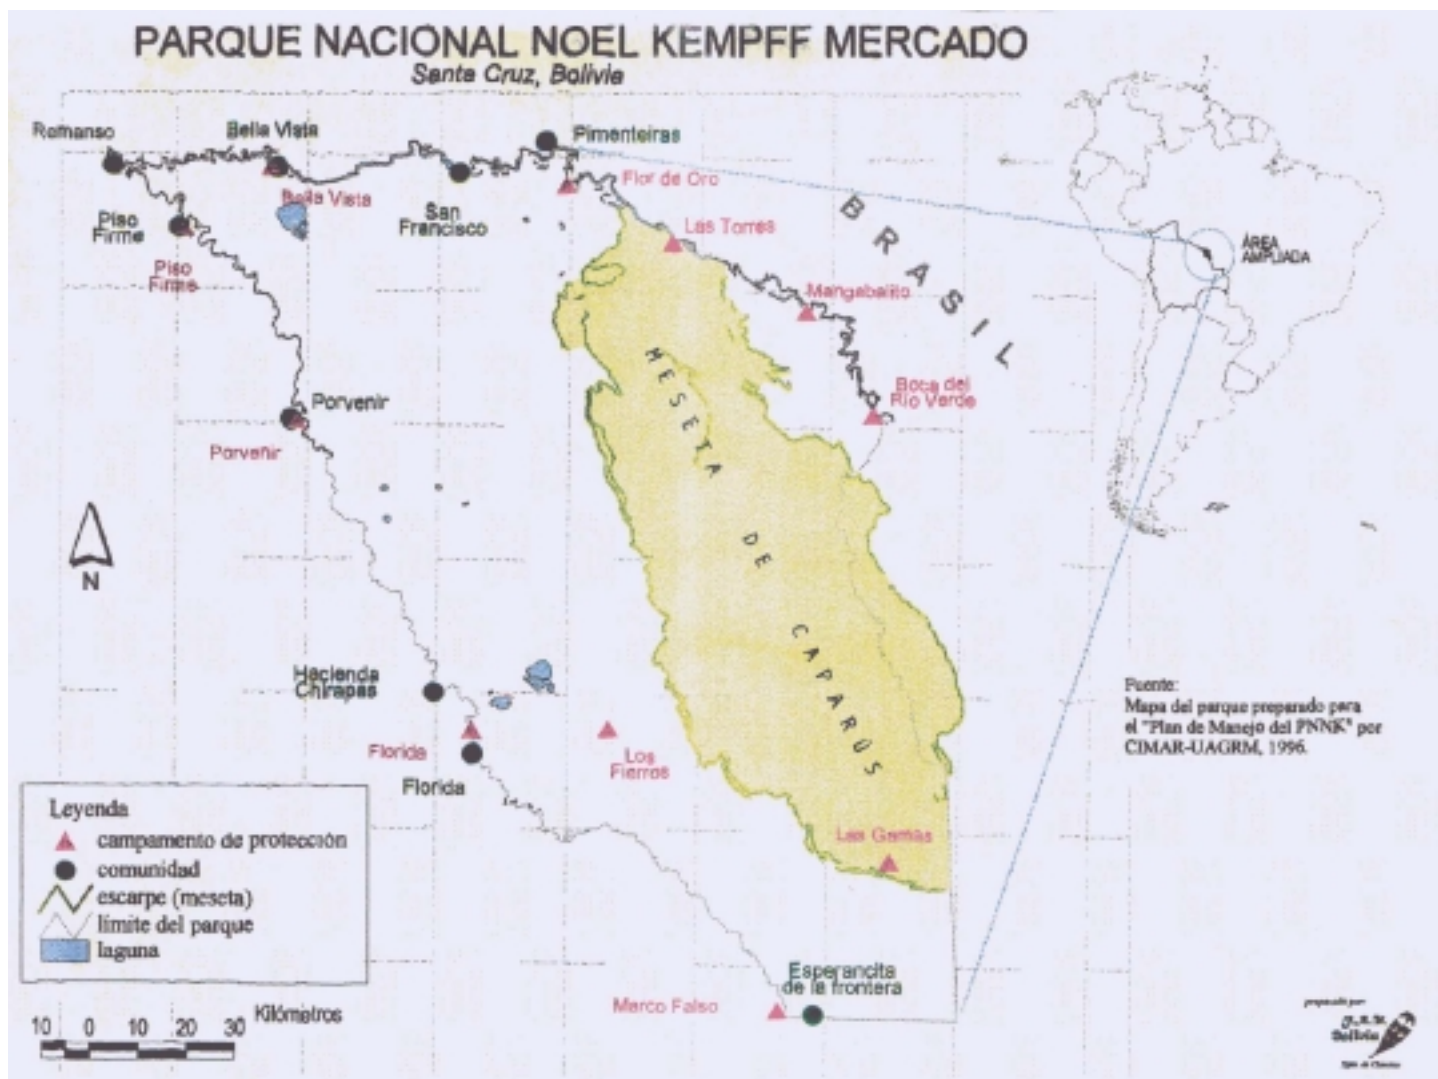 PARQUE NACIONAL NOEL KEMPFF MERCADO
Santa Cruz, Bolivia
Remanso
Bella Vista
Pimenteiras
Bella Vista
Flor de Oro
Piso
Firme
San
Francisco
Las Torres
Piso
Firme
Mangabalito
BRASIL
ÁREA
AMPLIADA
MESETA DE CAPARÚS
Boca del
Río Verde
Porvenir
Porvenir
N
Hacienda
Chirapas
Florida
Florida
Los
Fierros
Las Gamas
Fuente:
Mapa del parque preparado para
el "Plan de Manejo del PNNK" por
CIMAR-UAGRM, 1996.
Leyenda
campamento de protección
comunidad
escarpe (meseta)
límite del parque
laguna
Esperancita
de la frontera
Marco Falso
10 0 10 20 30 Kilómetros
preparado por:
Bolivia